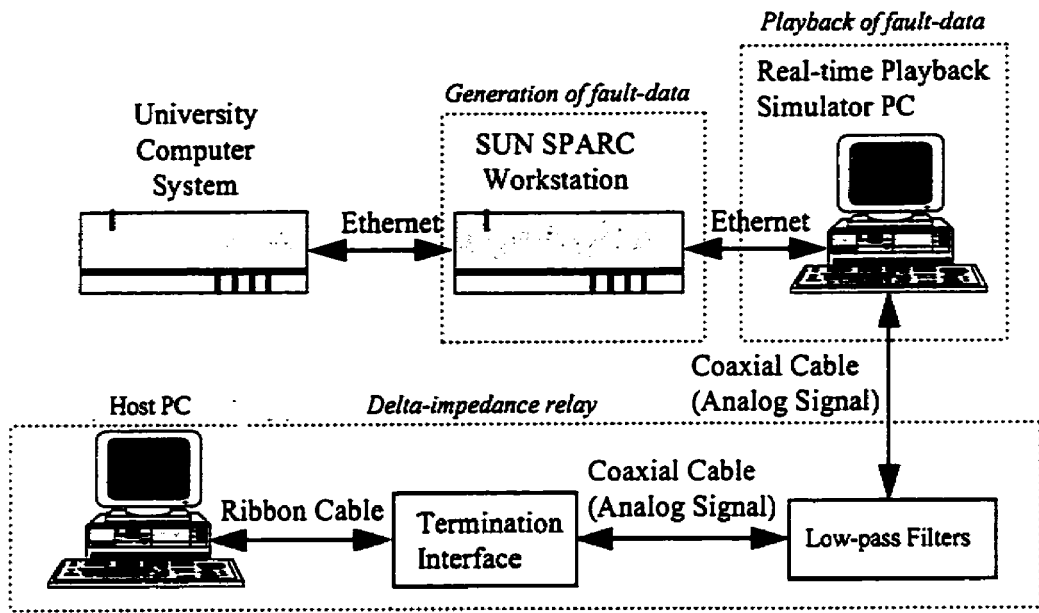 Playback of fault-data
Real-time Playback
Simulator PC
Generation of fault-data
University
Computer
System
SUN SPARC
Workstation
Ethernet
Ethernet
Coaxial Cable
(Analog Signal)
Host PC
Delta-impedance relay
Ribbon Cable
Termination
Interface
Coaxial Cable
(Analog Signal)
Low-pass Filters